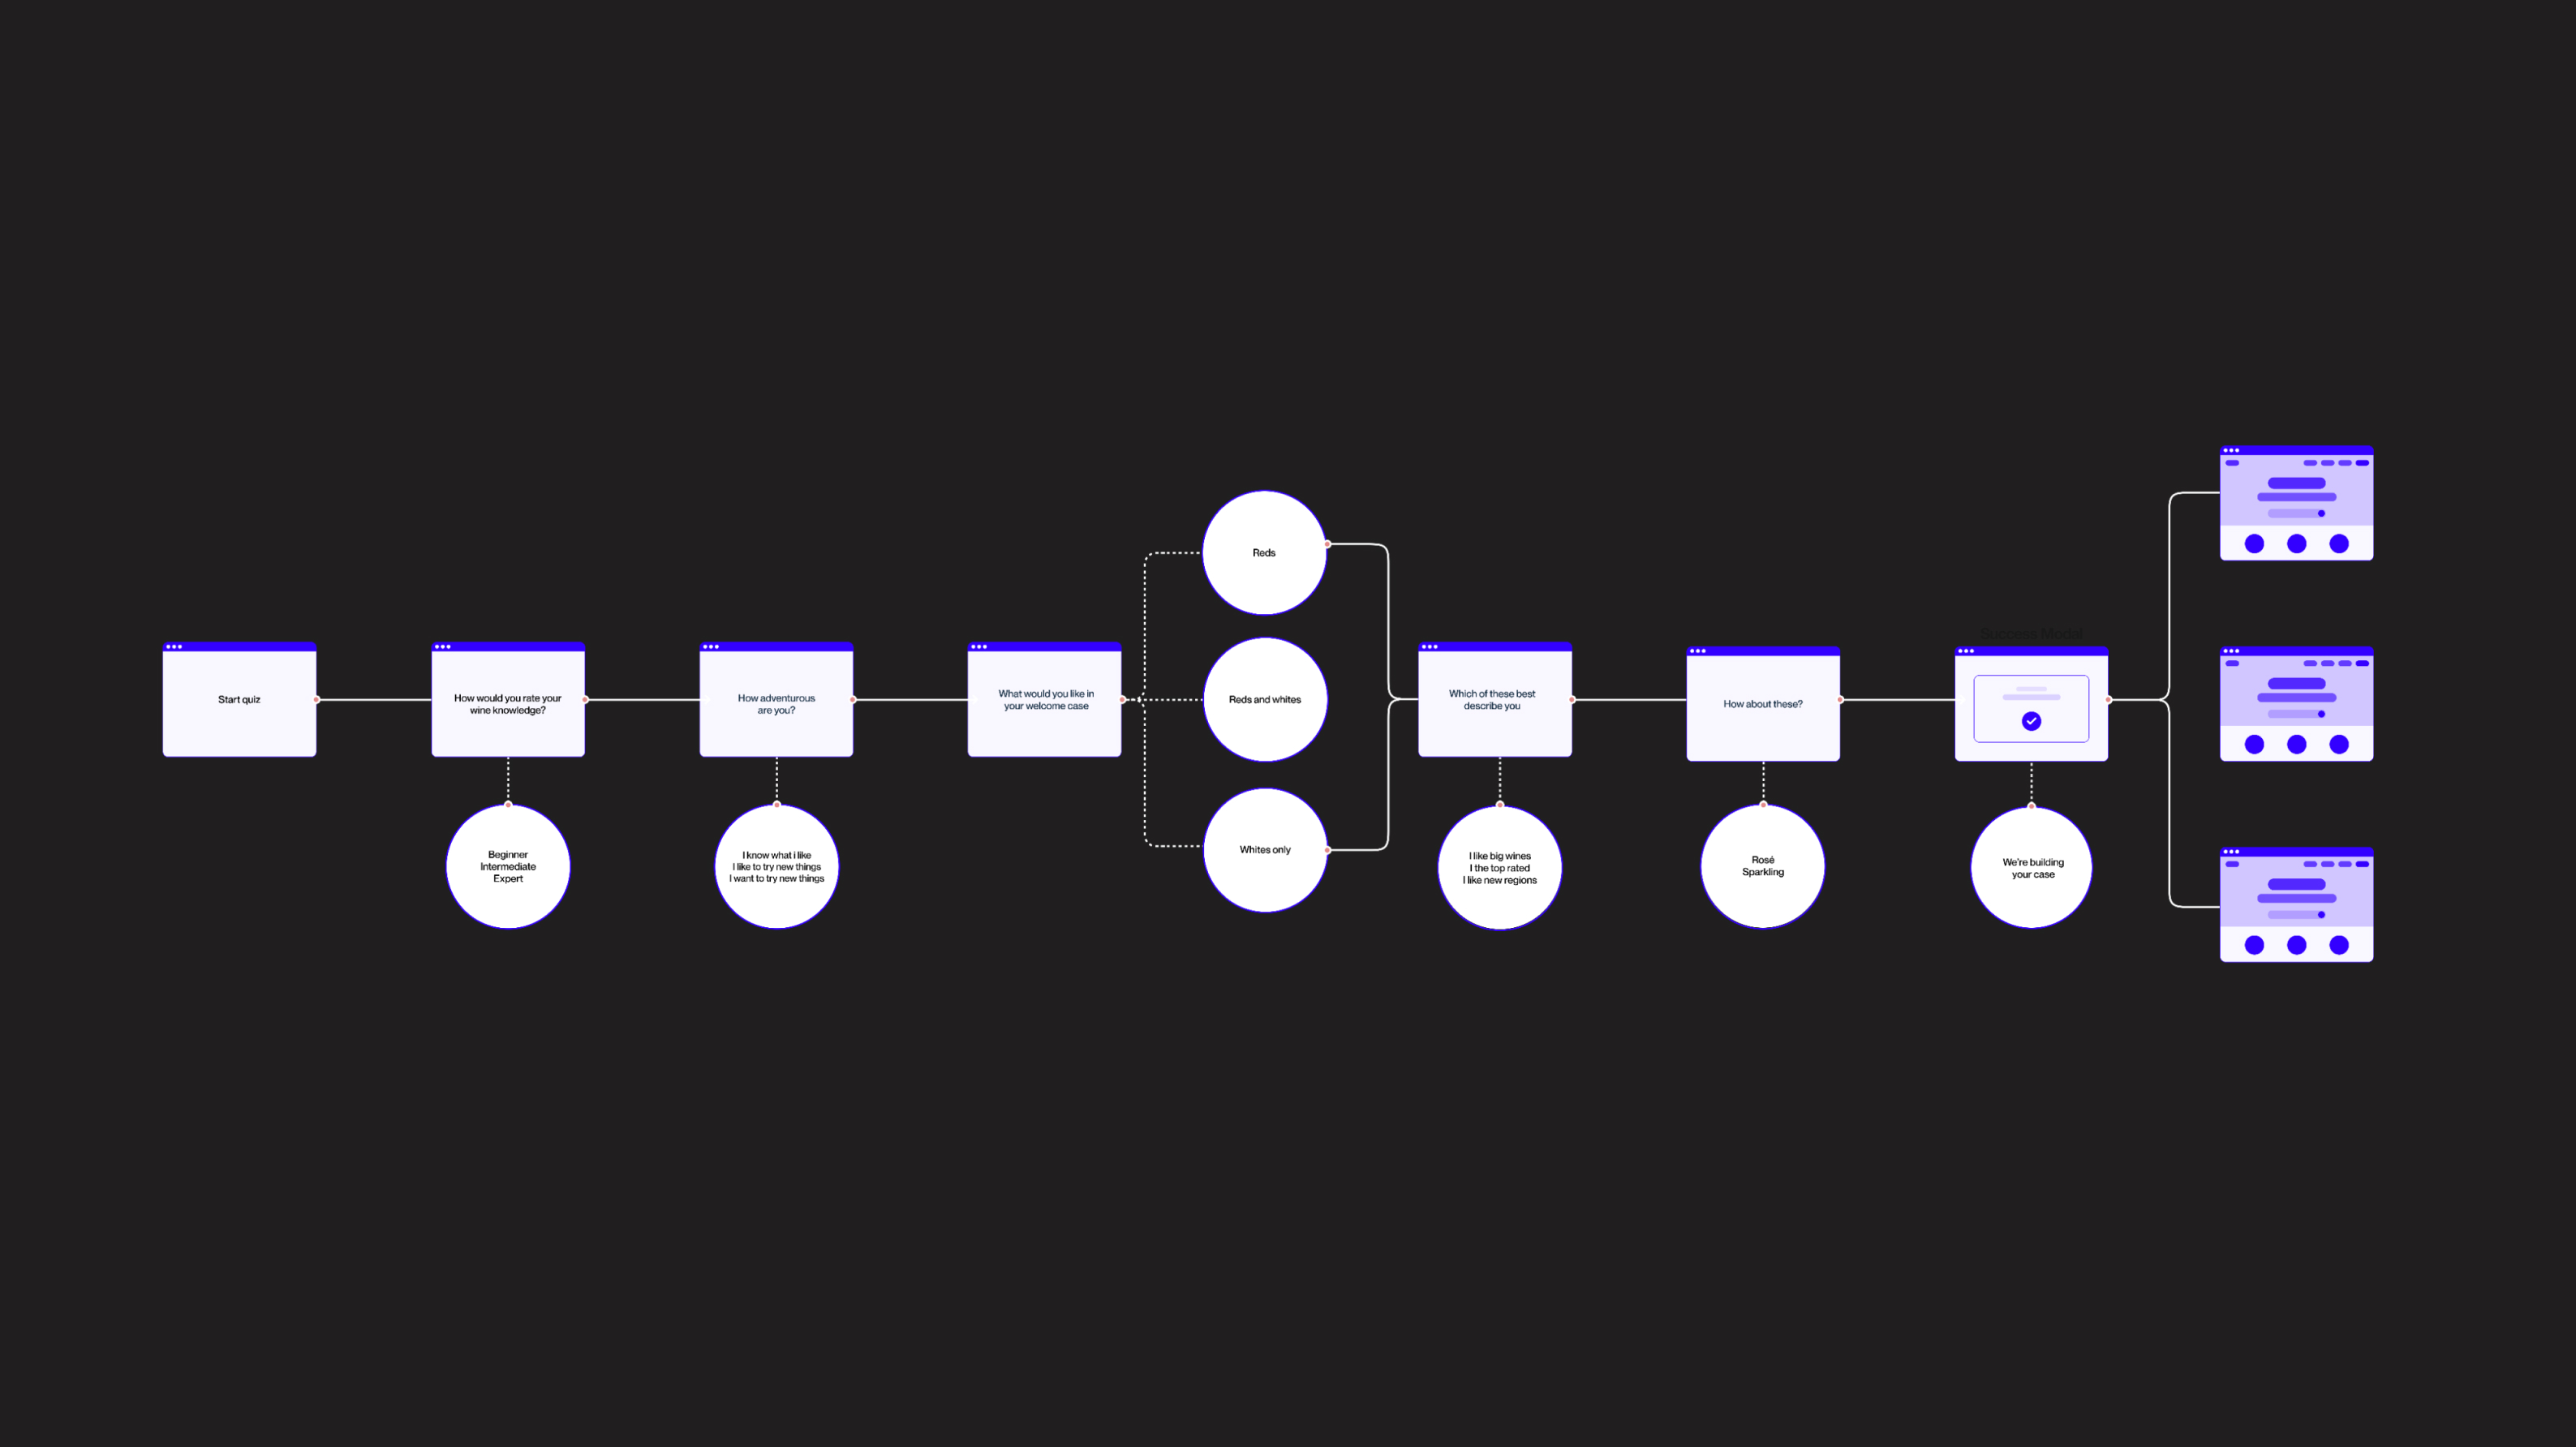 Start quiz
How would you rate your
wine knowledge?
Beginner
Intermediate
Expert
How adventurous
are you?
I know what i like
I like to try new things
I want to try new things
What would you like in
your welcome case
Reds
Reds and whites
Whites only
Which of these best
describe you
I like big wines
I the top rated
I like new regions
How about these?
Rosé
Sparkling
Success Modal
We're building
your case